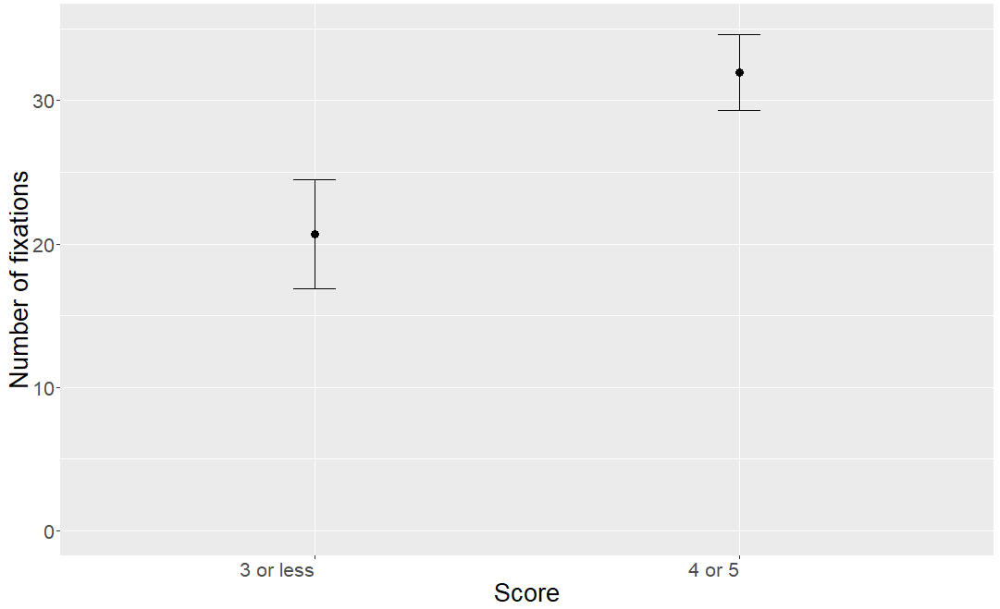 Number of fixations
30
20
10
0
3 or less
4 or 5
Score